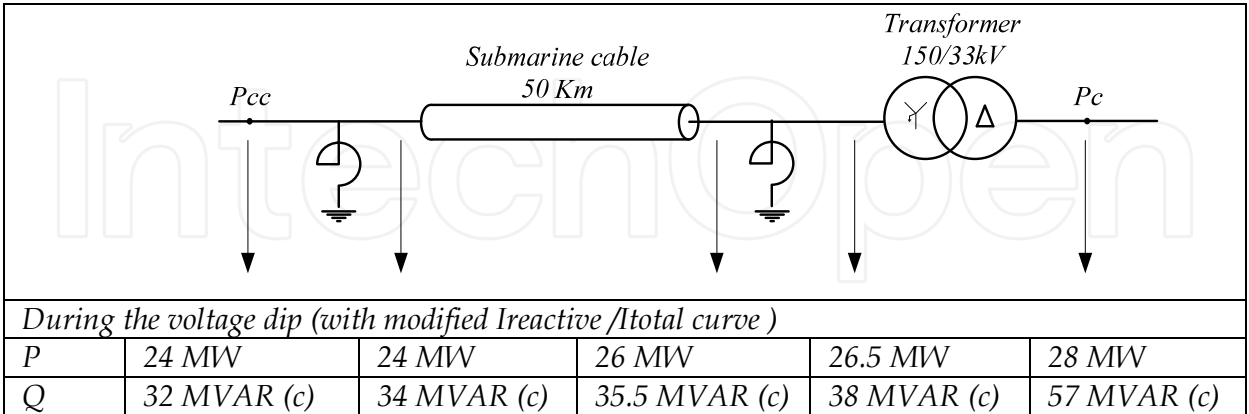 Transformer
150/33kV
Submarine cable
50 Km
Pcc
Pc
IntechOpen
During the voltage dip (with modified Ireactive /Itotal curve )
P 24 MW 24 MW 26 MW 26.5 MW 28 MW
Q 32 MVAR (c) 34 MVAR (c) 35.5 MVAR (c) 38 MVAR (c) 57 MVAR (c)